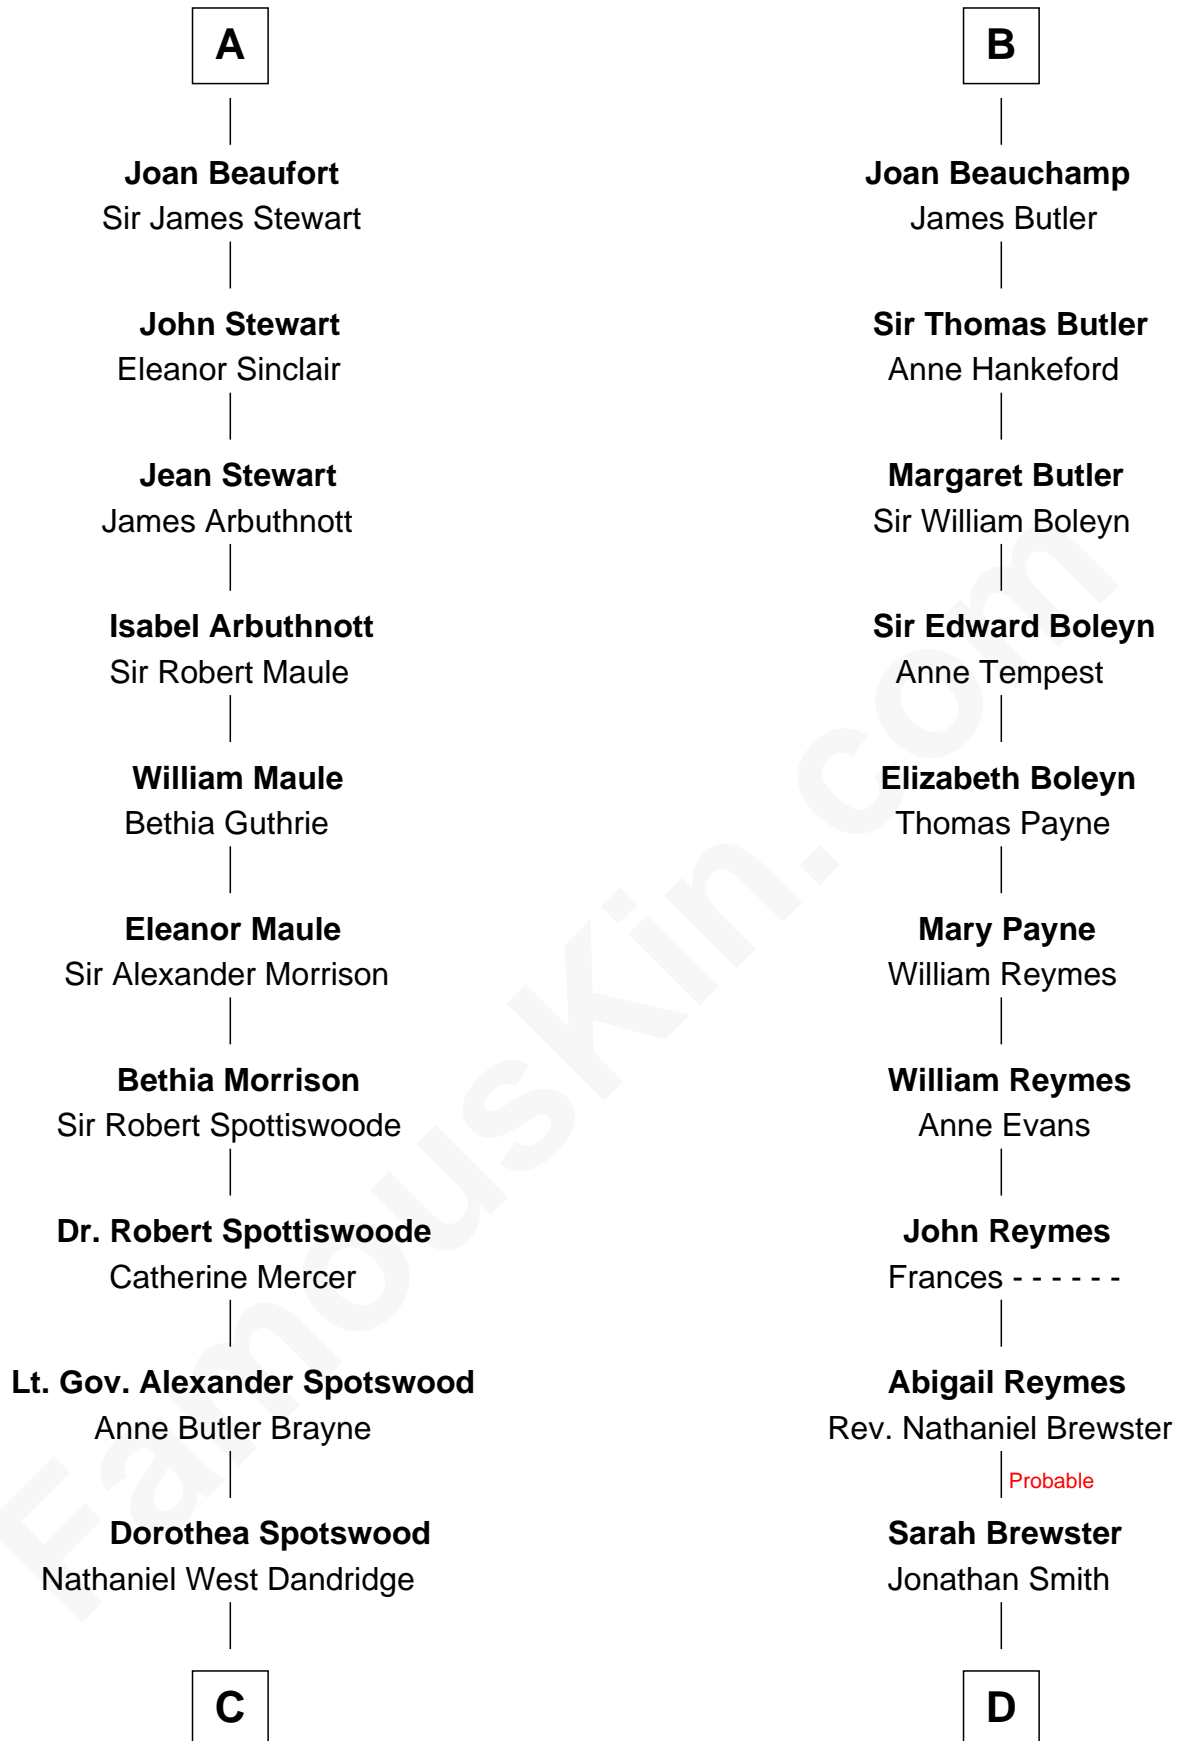 A
Joan Beaufort
Sir James Stewart
John Stewart
Eleanor Sinclair
Jean Stewart
James Arbuthnott
Isabel Arbuthnott
Sir Robert Maule
William Maule
Bethia Guthrie
Eleanor Maule
Sir Alexander Morrison
Bethia Morrison
Sir Robert Spottiswoode
Dr. Robert Spottiswoode
Catherine Mercer
Lt. Gov. Alexander Spotswood
Anne Butler Brayne
Dorothea Spotswood
Nathaniel West Dandridge
C
B
Joan Beauchamp
James Butler
Sir Thomas Butler
Anne Hankeford
Margaret Butler
Sir William Boleyn
Sir Edward Boleyn
Anne Tempest
Elizabeth Boleyn
Thomas Payne
Mary Payne
William Reymes
William Reymes
Anne Evans
John Reymes
Frances - - - - - -
Abigail Reymes
Rev. Nathaniel Brewster
Probable
Sarah Brewster
Jonathan Smith
D
FamousKin.com